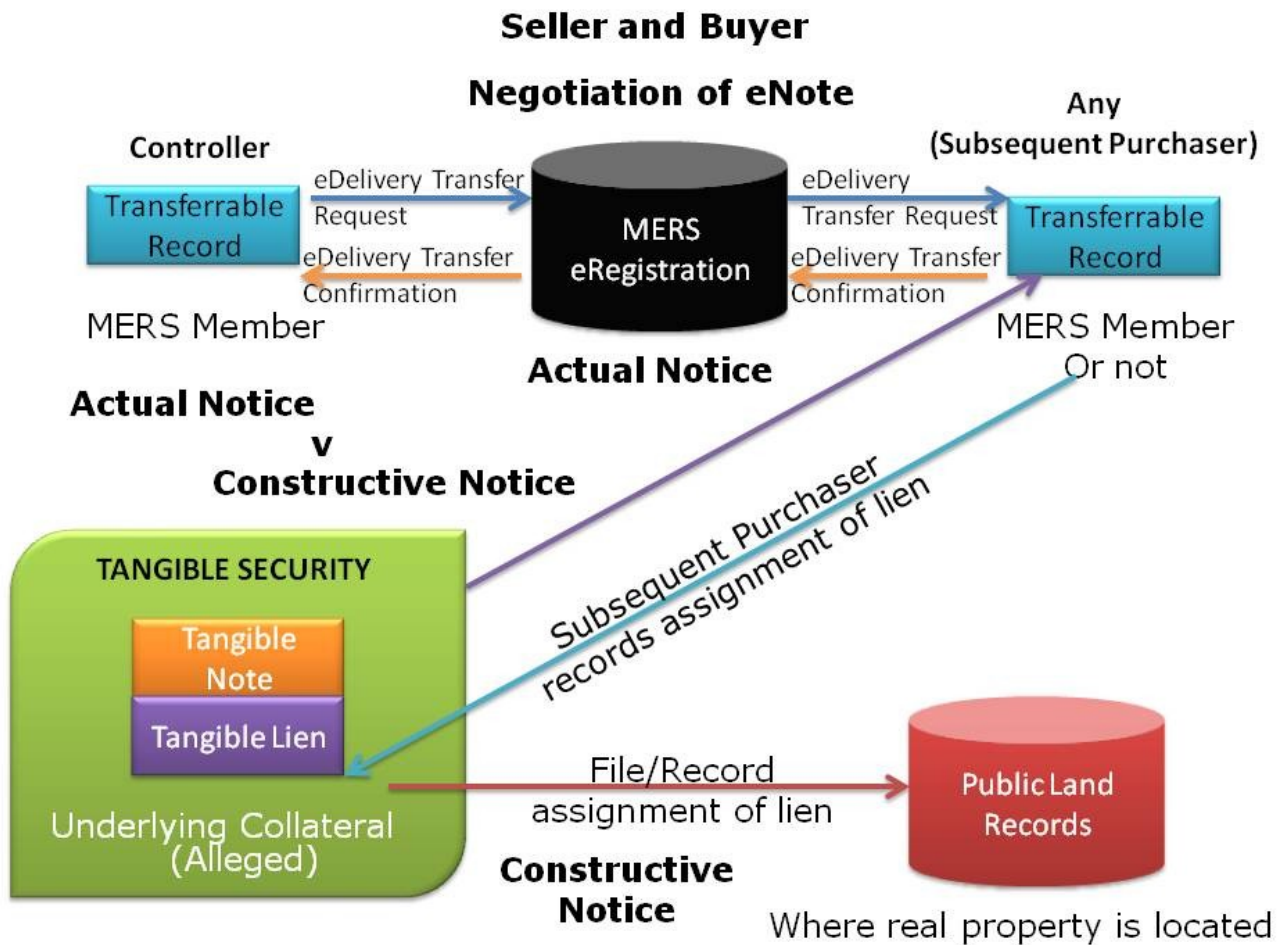 Seller and Buyer
Negotiation of eNote
Controller
Any
(Subsequent Purchaser)
Transferrable
Record
eDelivery Transfer
Request
eDelivery Transfer
Confirmation
MERS
eRegistration
eDelivery
Transfer Request
eDelivery Transfer
Confirmation
Transferrable
Record
MERS Member
MERS Member
Or not
Actual Notice
Actual Notice
v
Constructive Notice
TANGIBLE SECURITY
Tangible
Note
Tangible Lien
Underlying Collateral
(Alleged)
Subsequent Purchaser
records assignment of lien
File/Record
assignment of lien
Public Land
Records
Constructive
Notice
Where real property is located